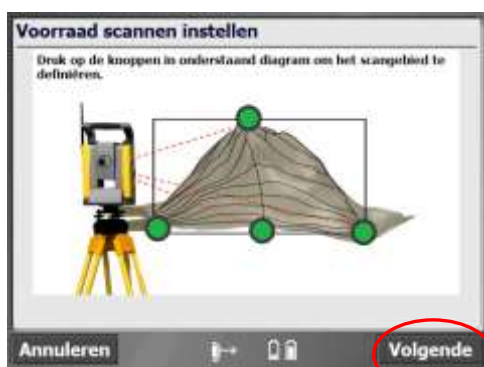 Voorraad scannen instellen
Druk op de knoppen in onderstaand diagram om het scangebied te
definiëren.
Annuleren
Volgende